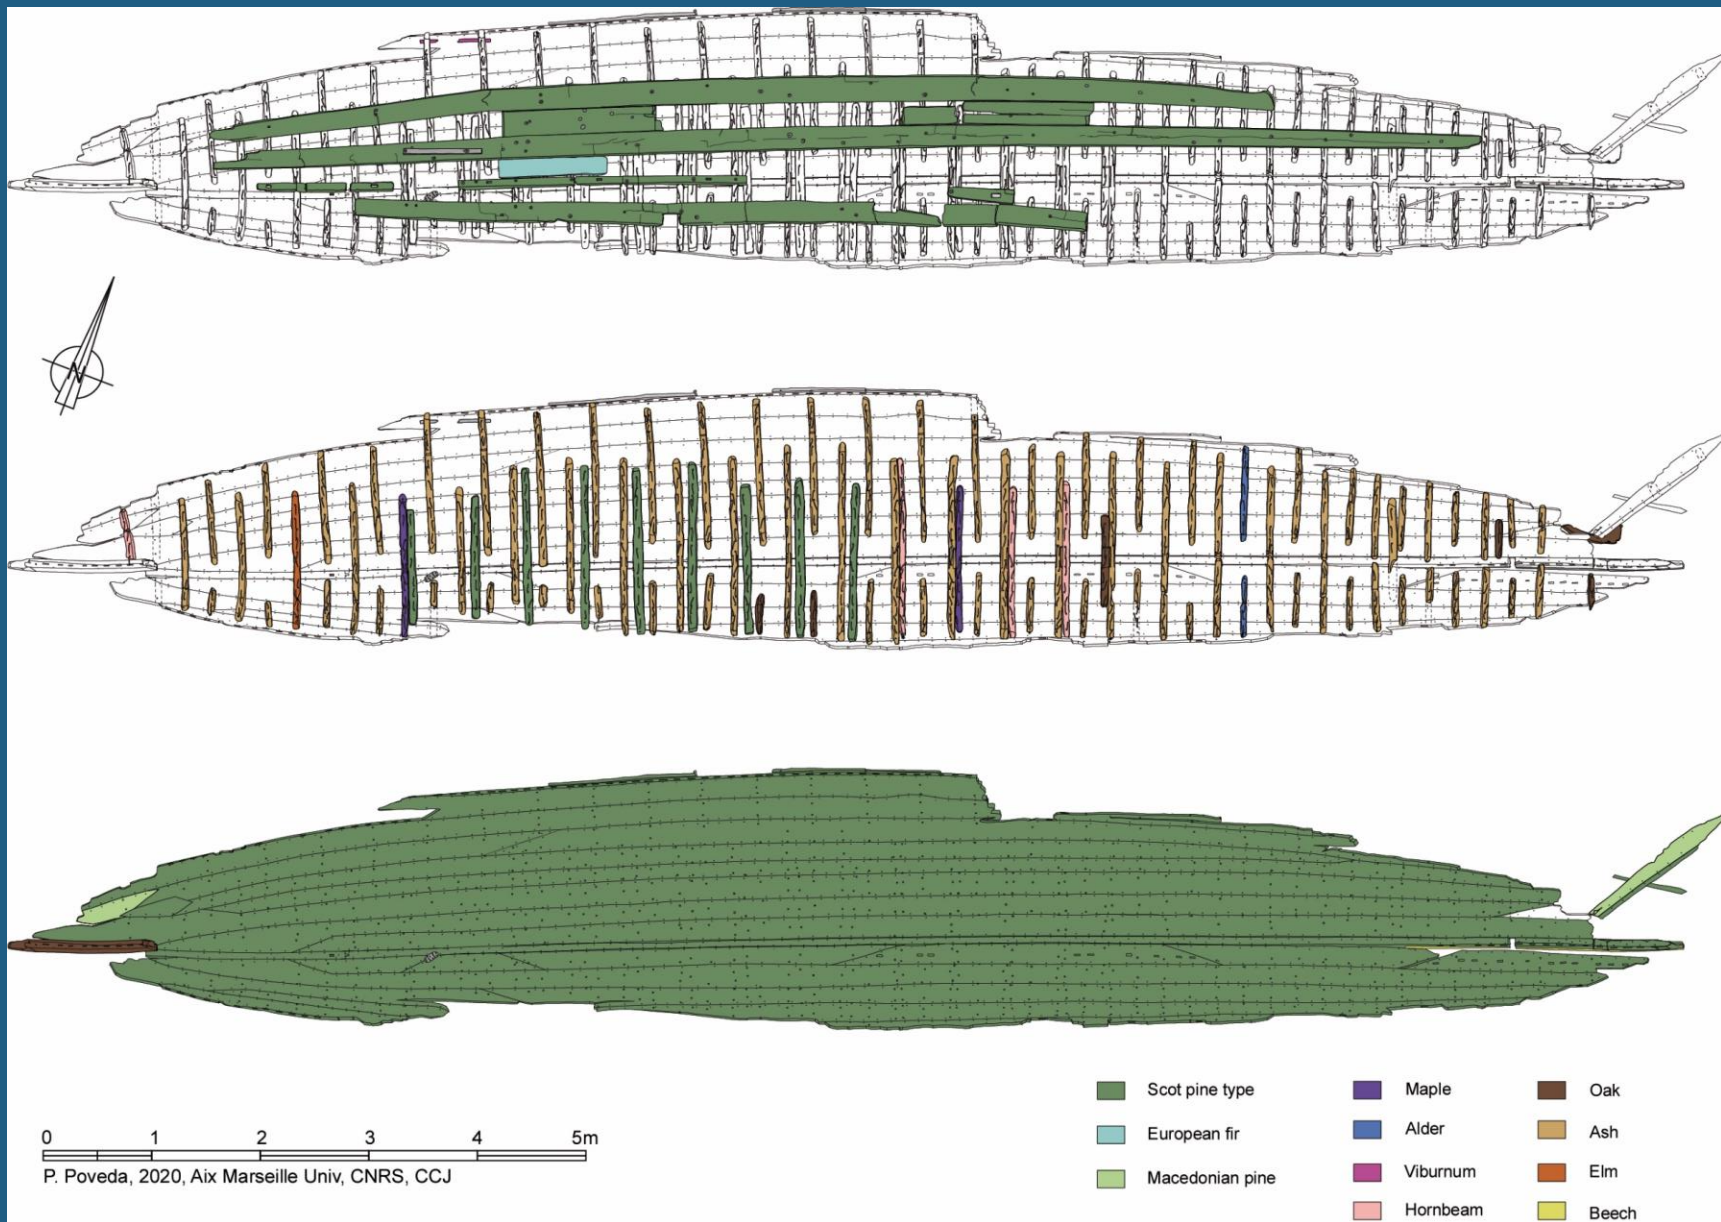 N
0 1 2 3 4 5m
P. Poveda, 2020, Aix Marseille Univ, CNRS, CCJ
Scot pine type
European fir
Macedonian pine
Maple
Alder
Viburnum
Hornbeam
Oak
Ash
Elm
Beech